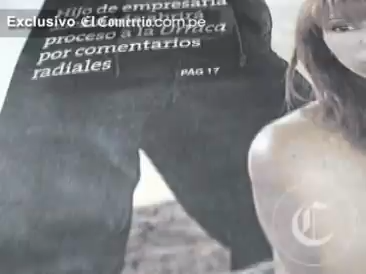 Exclusivo elComercio.com.pe
Hijo de empresaria
proceso a la Urraca
por comentarios
radiales
PAG 17
C